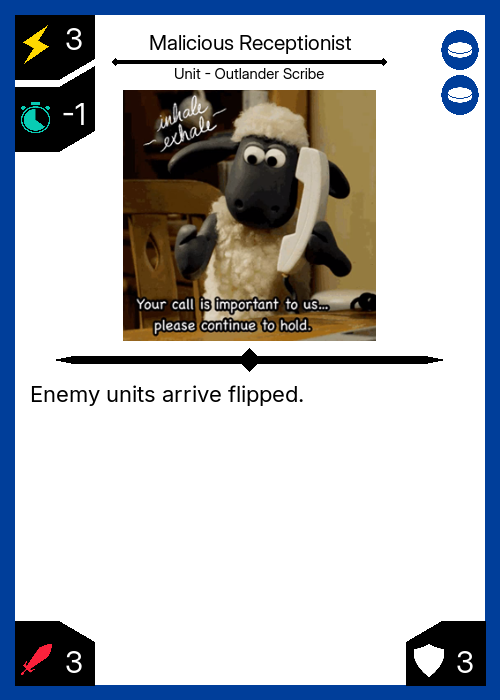 3
Malicious Receptionist
Unit - Outlander Scribe
-1
inhale
exhale
Your call is important to us...
please continue to hold.
Enemy units arrive flipped.
3
3